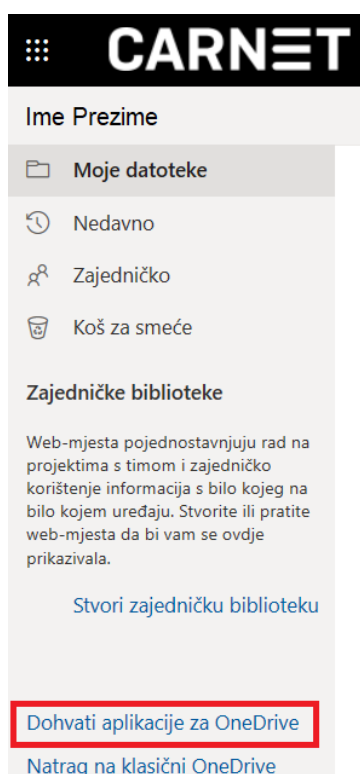 CARNET
Ime Prezime
Moje datoteke
Nedavno
Zajedničko
Koš za smeće
Zajedničke biblioteke
Web-mjesta pojednostavnjuju rad na
projektima s timom i zajedničko
korištenje informacija s bilo kojeg na
bilo kojem uređaju. Stvorite ili pratite
web-mjesta da bi vam se ovdje
prikazivala.
Stvori zajedničku biblioteku
Dohvati aplikacije za OneDrive
Natrag na klasični OneDrive